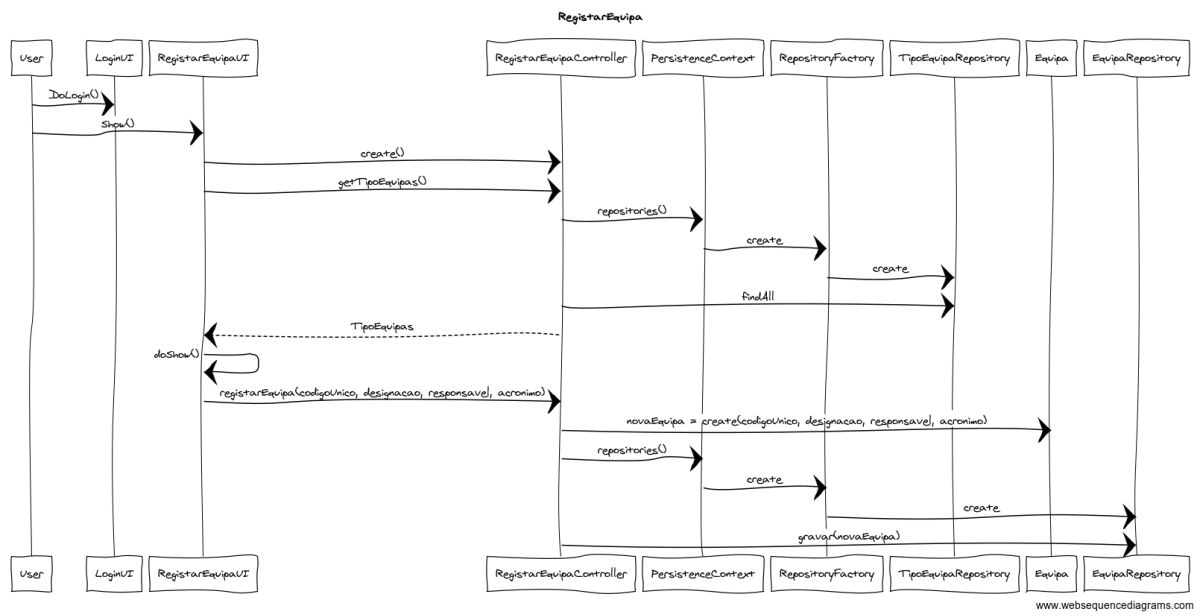 RegistarEquipa
User LoginUI RegistarEquipaUI RegistarEquipaController PersistenceContext RepositoryFactory TipoEquipaRepository Equipa EquipaRepository
DoLogin()
Show()
create()
getTipoEquipas()
repositories()
create
create
findAll
TipoEquipas
doShow()
registarEquipa(codigoUnico, designacao, responsavel, acronimo)
novaEquipa = create(codigoUnico, designacao, responsavel, acronimo)
repositories()
create
create
gravar(novaEquipa)
User LoginUI RegistarEquipaUI RegistarEquipaController PersistenceContext RepositoryFactory TipoEquipaRepository Equipa EquipaRepository
www.websequencediagrams.com